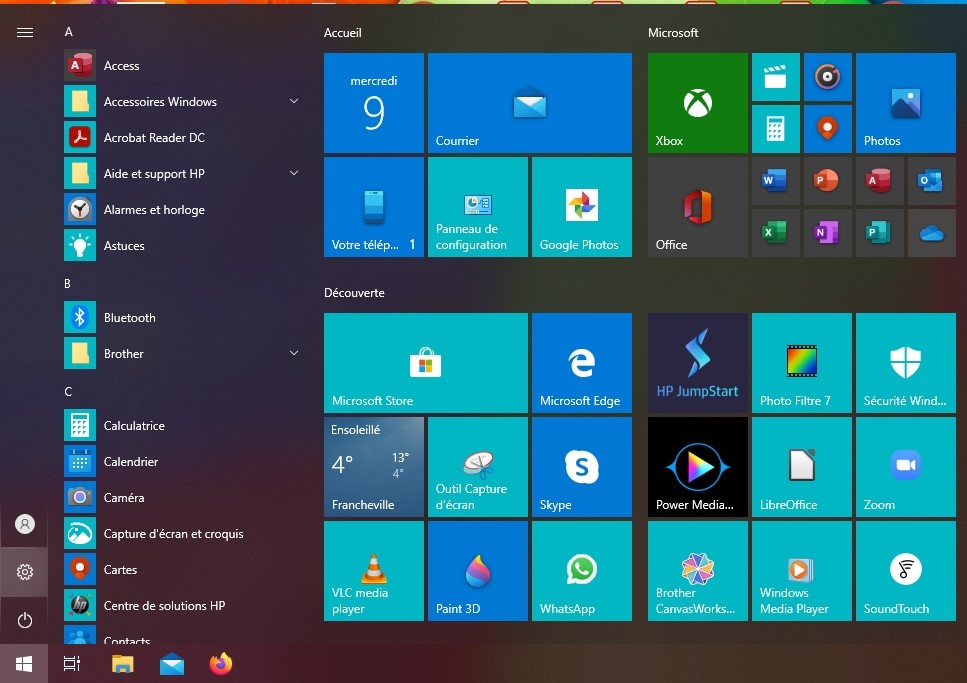 A
Access
Accessoires Windows
Acrobat Reader DC
Aide et support HP
Alarmes et horloge
Astuces
B
Bluetooth
Brother
C
Calculatrice
Calendrier
Caméra
Capture d'écran et croquis
Cartes
Centre de solutions HP
Contacts
Accueil
mercredi
9
Courrier
Votre télép... 1
Panneau de
configuration
Google Photos
Microsoft
Xbox
Photos
Office
Découverte
Microsoft Store
Microsoft Edge
Ensoleillé
4° 13°
4°
Francheville
Outil Capture
d'écran
Skype
VLC media
player
Paint 3D
WhatsApp
HP JumpStart
Photo Filtre 7
Sécurité Wind...
Power Media...
LibreOffice
Zoom
Brother
CanvasWorks...
Windows
Media Player
SoundTouch